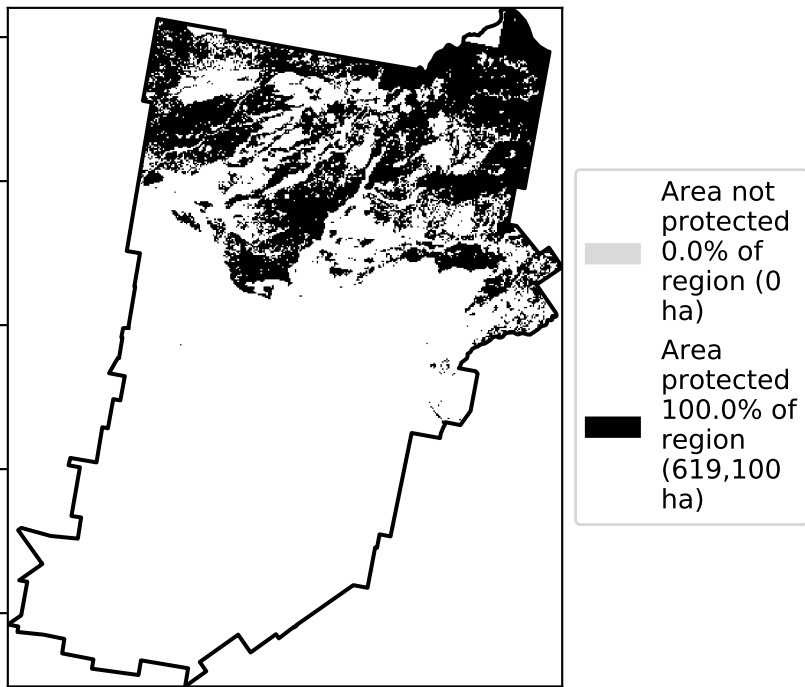 Area not
protected
0.0% of
region (0
ha)
Area
protected
100.0% of
region
(619,100
ha)